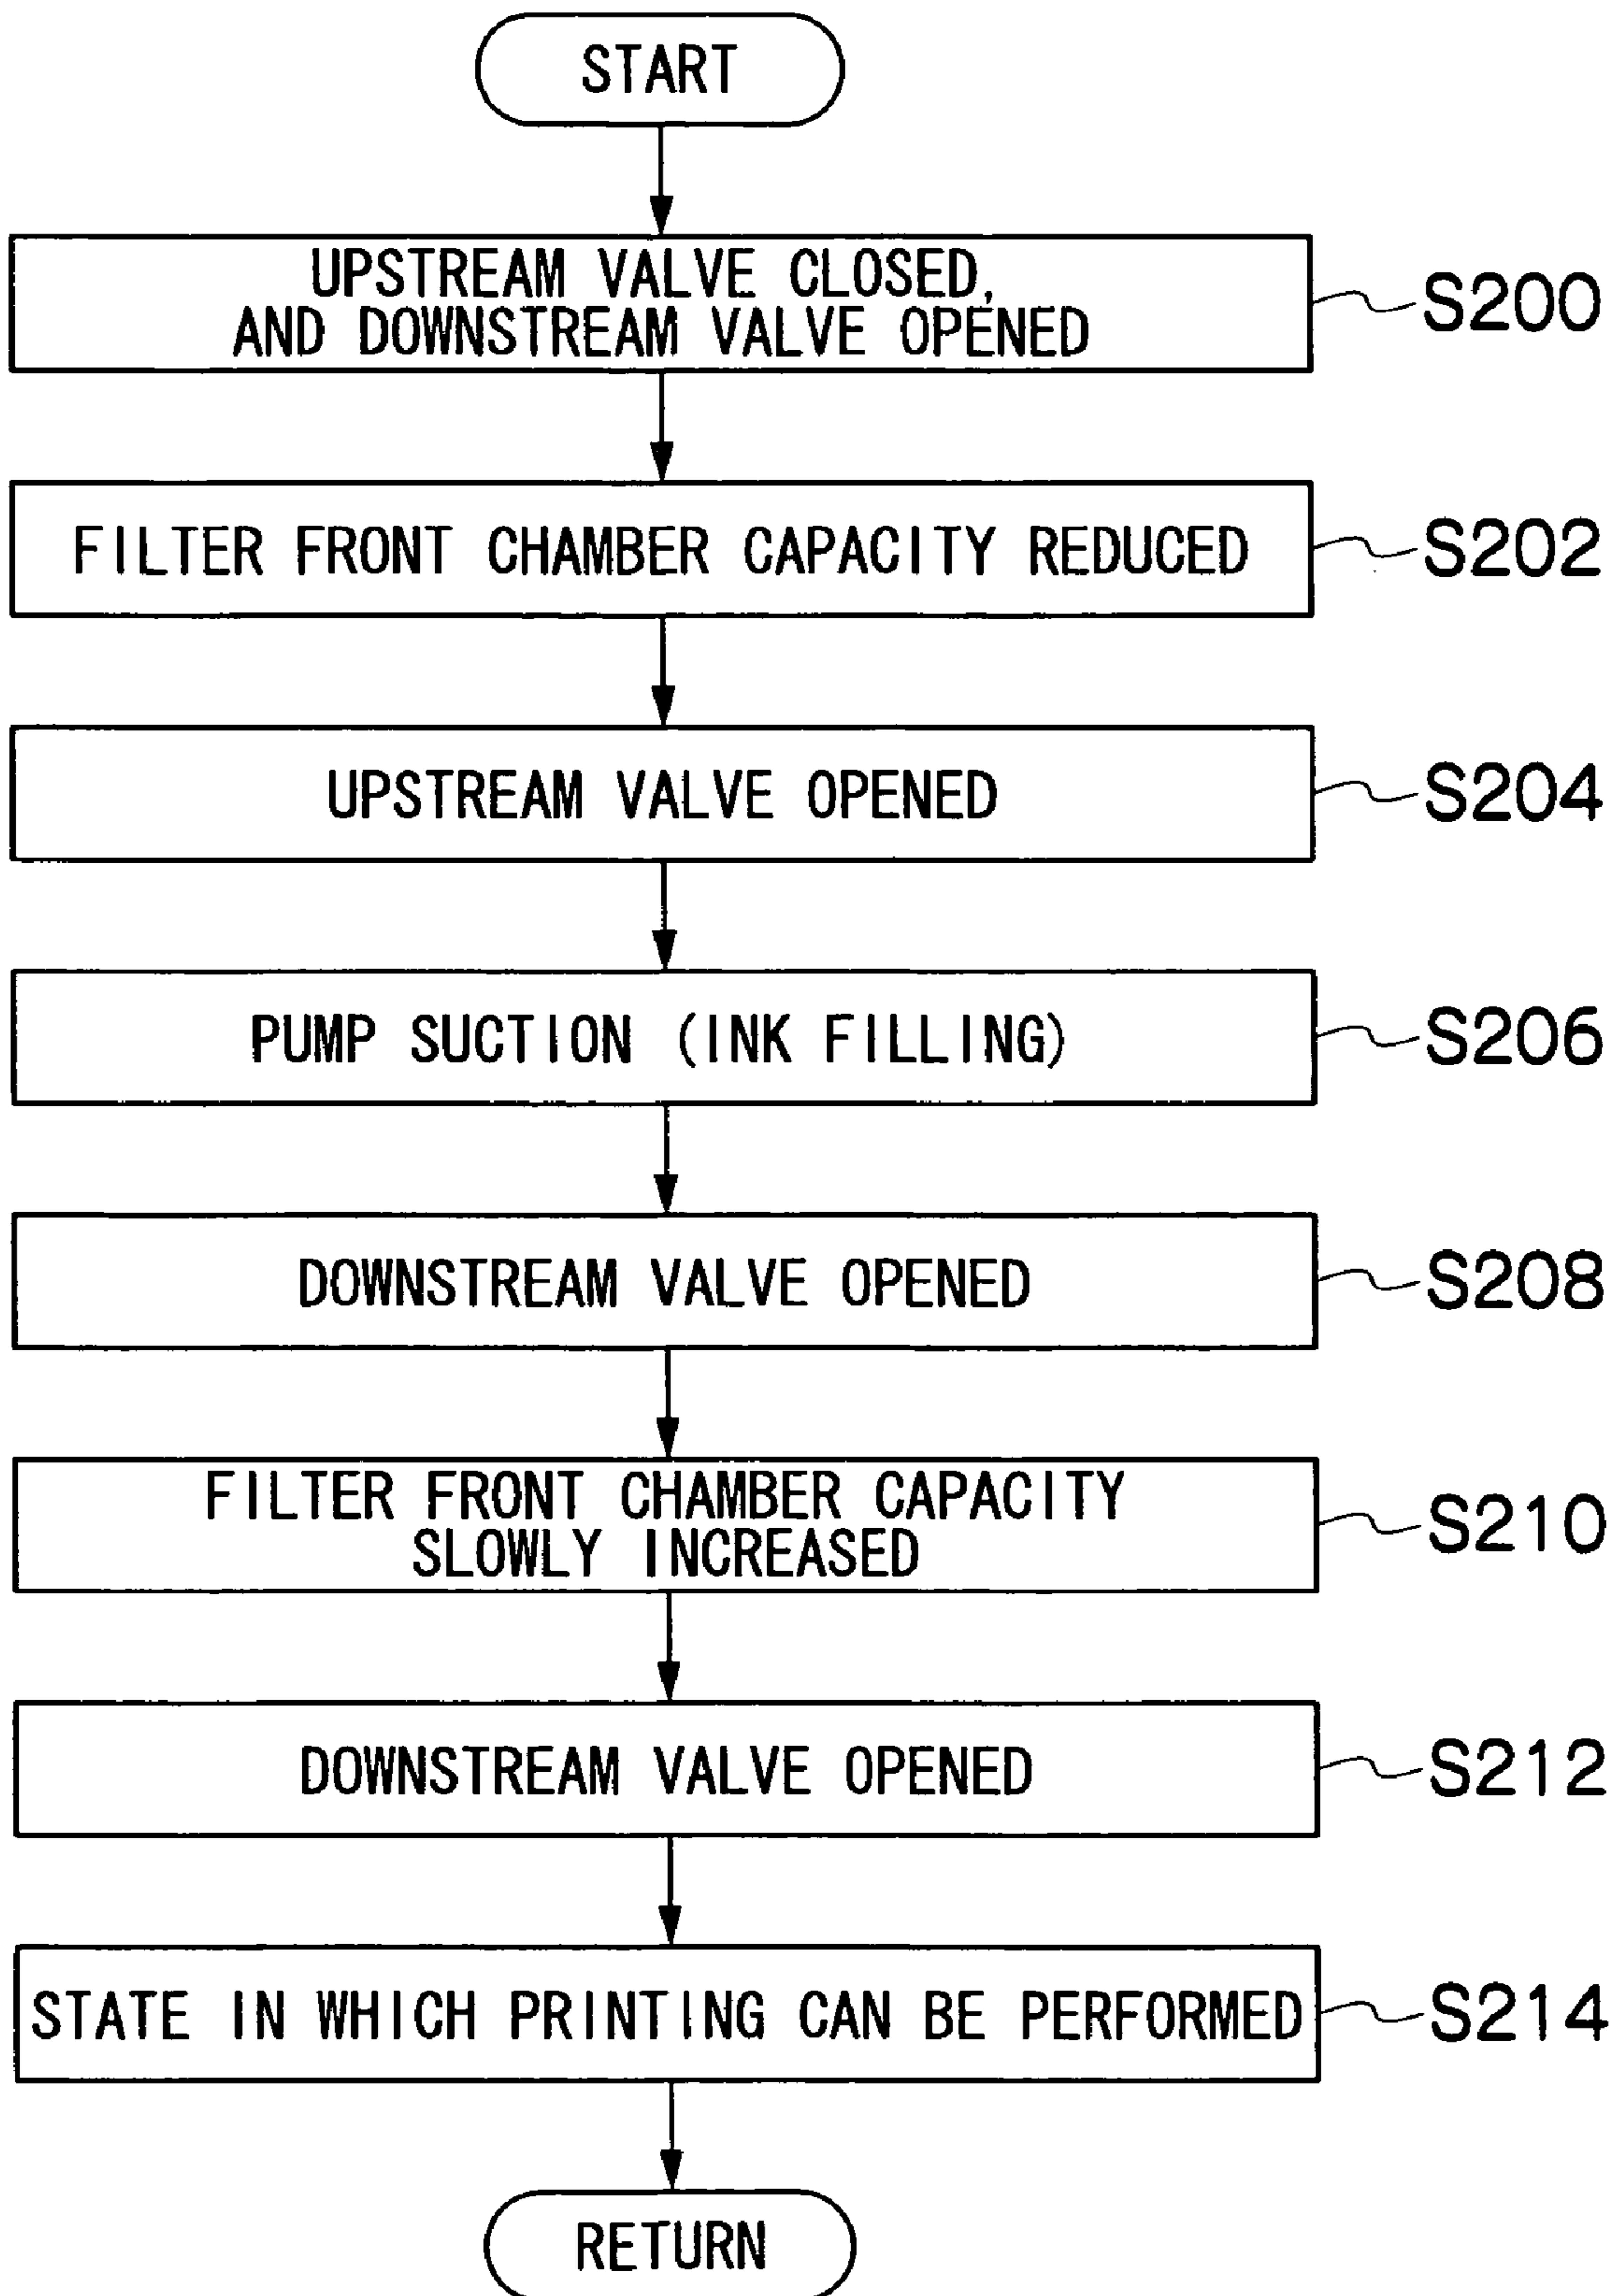 START
UPSTREAM VALVE CLOSED,
AND DOWNSTREAM VALVE OPENED
S200
FILTER FRONT CHAMBER CAPACITY REDUCED
S202
UPSTREAM VALVE OPENED
S204
PUMP SUCTION (INK FILLING)
S206
DOWNSTREAM VALVE OPENED
S208
FILTER FRONT CHAMBER CAPACITY
SLOWLY INCREASED
S210
DOWNSTREAM VALVE OPENED
S212
STATE IN WHICH PRINTING CAN BE PERFORMED
S214
RETURN